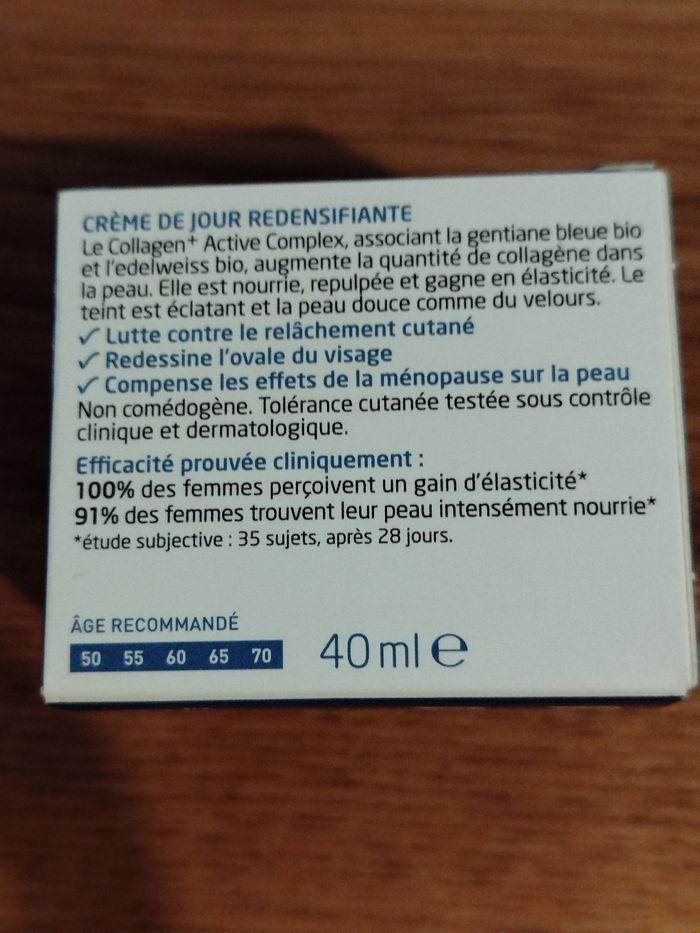 CRÈME DE JOUR REDENSIFIANTE
Le Collagen⁺ Active Complex, associant la gentiane bleue bio
et l'edelweiss bio, augmente la quantité de collagène dans
la peau. Elle est nourrie, repulpée et gagne en élasticité. Le
teint est éclatant et la peau douce comme du velours.
✓ Lutte contre le relâchement cutané
✓ Redessine l'ovale du visage
✓ Compense les effets de la ménopause sur la peau
Non comédogène. Tolérance cutanée testée sous contrôle
clinique et dermatologique.
Efficacité prouvée cliniquement :
100% des femmes perçoivent un gain d'élasticité*
91% des femmes trouvent leur peau intensément nourrie*
*étude subjective : 35 sujets, après 28 jours.
ÂGE RECOMMANDÉ
50 55 60 65 70
40 ml ℮